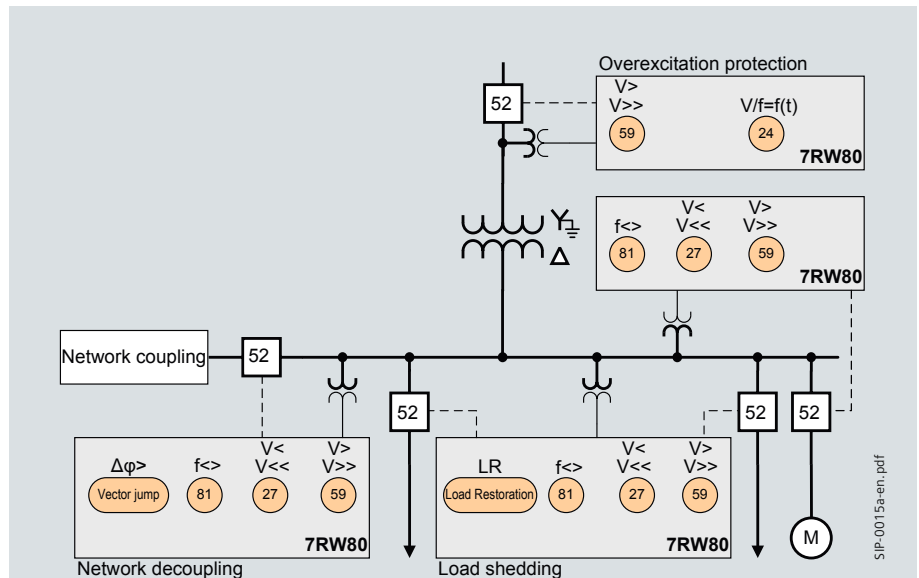 Overexcitation protection
V>
V>>
V/f=f(t)
59
24
7RW80
52
Y
Δ
V<
V>
f<>
V<<
V>>
81
27
59
7RW80
Network coupling
52
52
52
52
V<
V>
Δφ>
f<>
V<<
V>>
Vector jump
81
27
59
7RW80
Network decoupling
V<
V>
LR
f<>
V<<
V>>
Load Restoration
81
27
59
7RW80
Load shedding
M
SIP-0015a-en.pdf